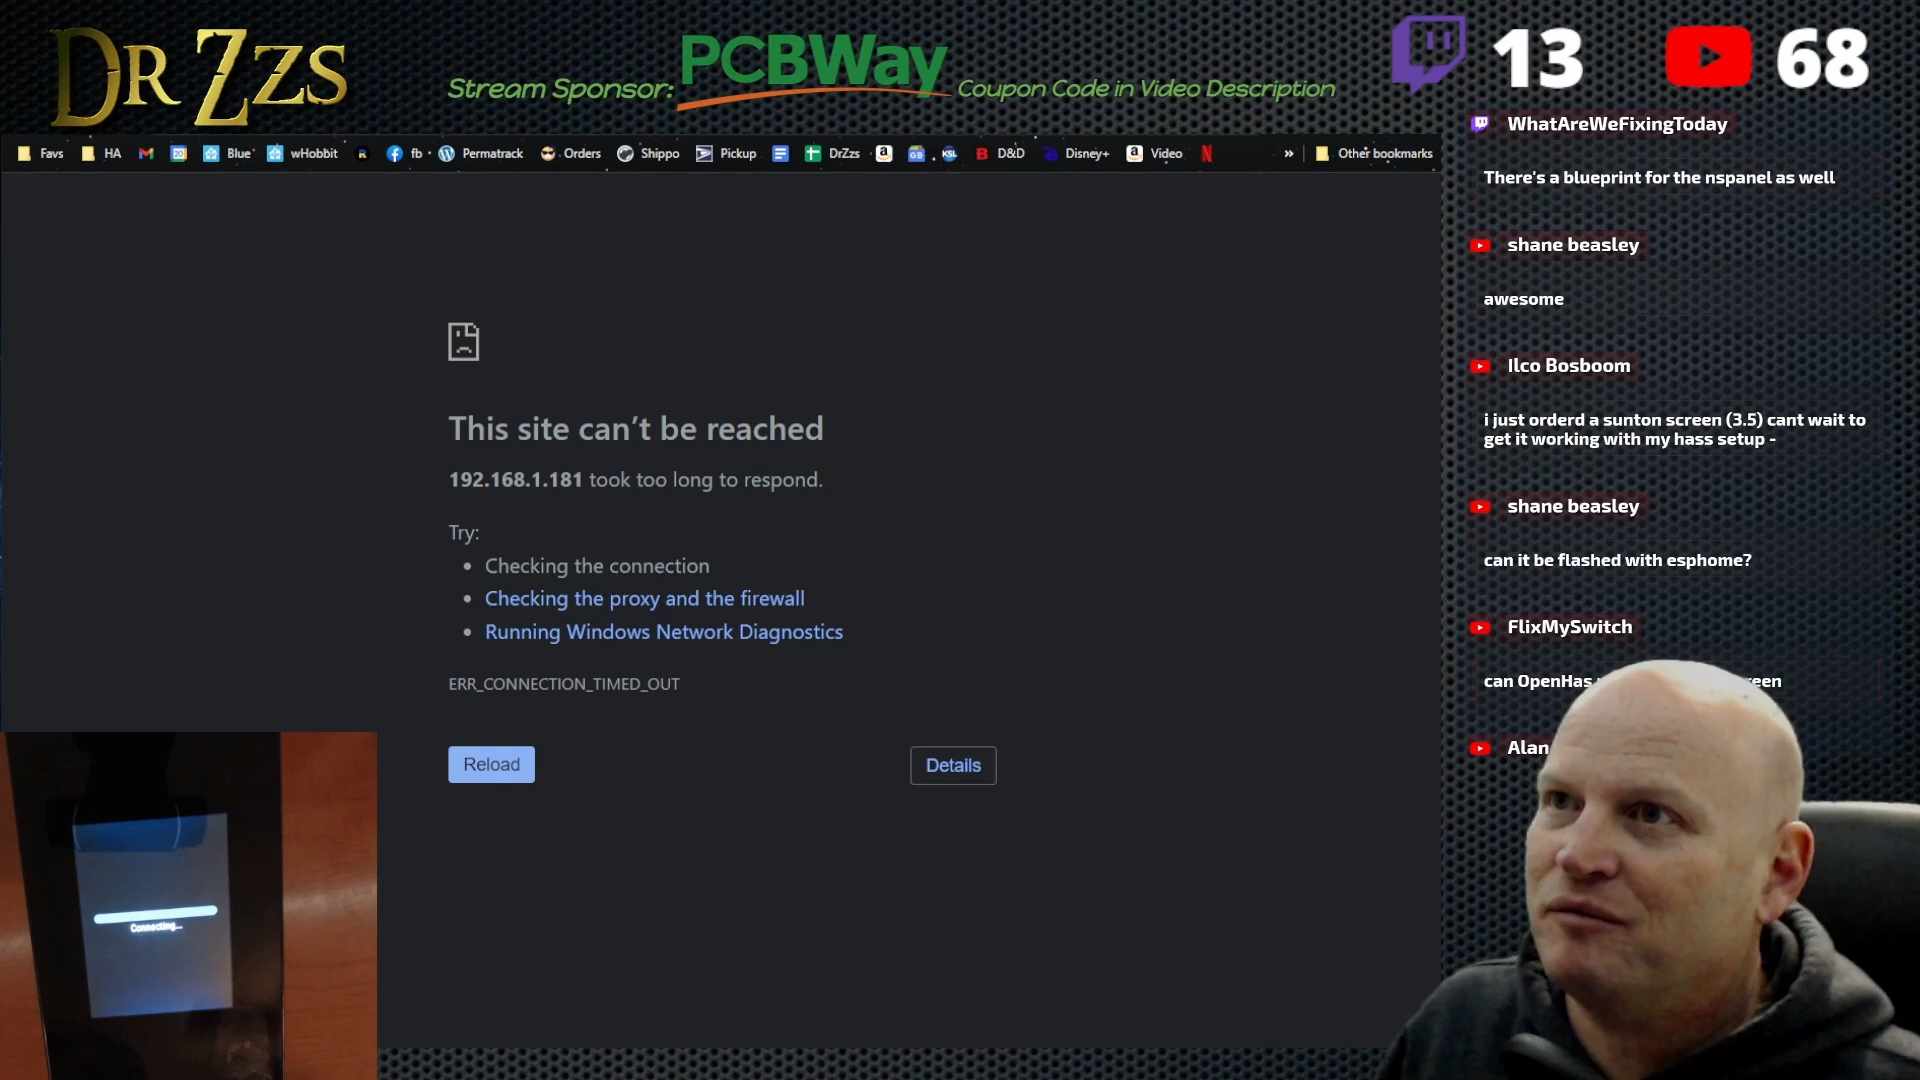 DR ZZS
Stream Sponsor: PCBWay Coupon Code in Video Description
13
68
Favs
HA
Blue
wHobbit
fb
Permatrack
Orders
Shippo
Pickup
DrZzs
KSL
D&D
Disney+
Video
»
Other bookmarks
This site can't be reached
192.168.1.181 took too long to respond.
Try:
• Checking the connection
• Checking the proxy and the firewall
• Running Windows Network Diagnostics
ERR_CONNECTION_TIMED_OUT
Reload
Details
Connecting...
WhatAreWeFixingToday
There's a blueprint for the nspanel as well
shane beasley
awesome
Ilco Bosboom
i just orderd a sunton screen (3.5) cant wait to
get it working with my hass setup -
shane beasley
can it be flashed with esphome?
FlixMySwitch
can OpenHas
Alan